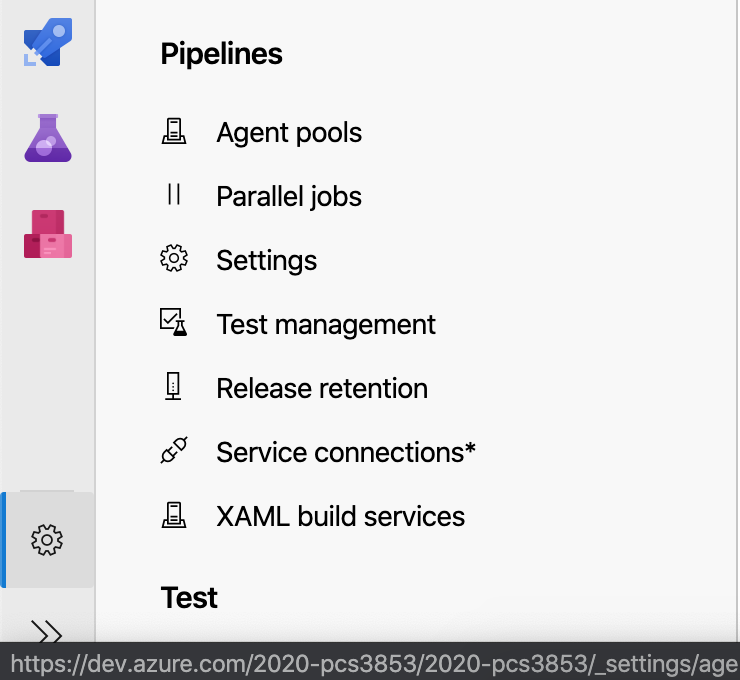 Pipelines
Agent pools
Parallel jobs
Settings
Test management
Release retention
Service connections*
XAML build services
Test
https://dev.azure.com/2020-pcs3853/2020-pcs3853/_settings/age